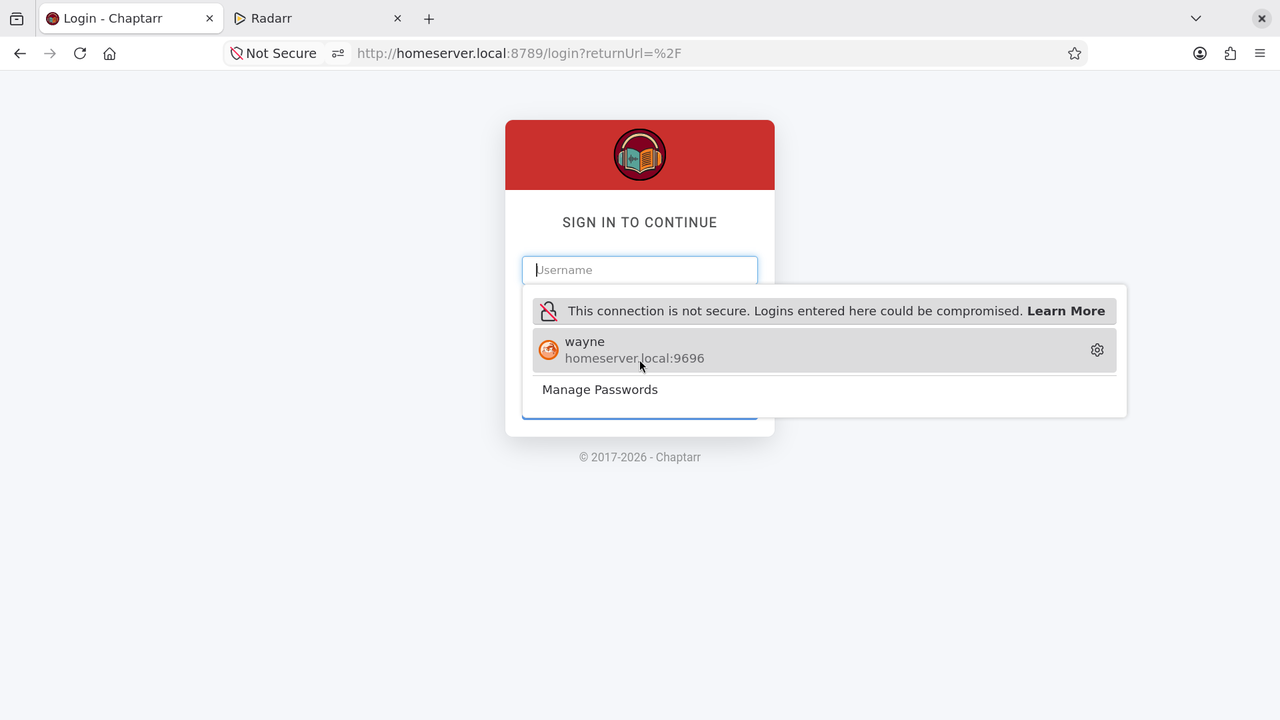 Login - Chaptarr
Radarr
Not Secure
http://homeserver.local:8789/login?returnUrl=%2F
SIGN IN TO CONTINUE
Username
This connection is not secure. Logins entered here could be compromised. Learn More
wayne
homeserver.local:9696
Manage Passwords
© 2017-2026 - Chaptarr